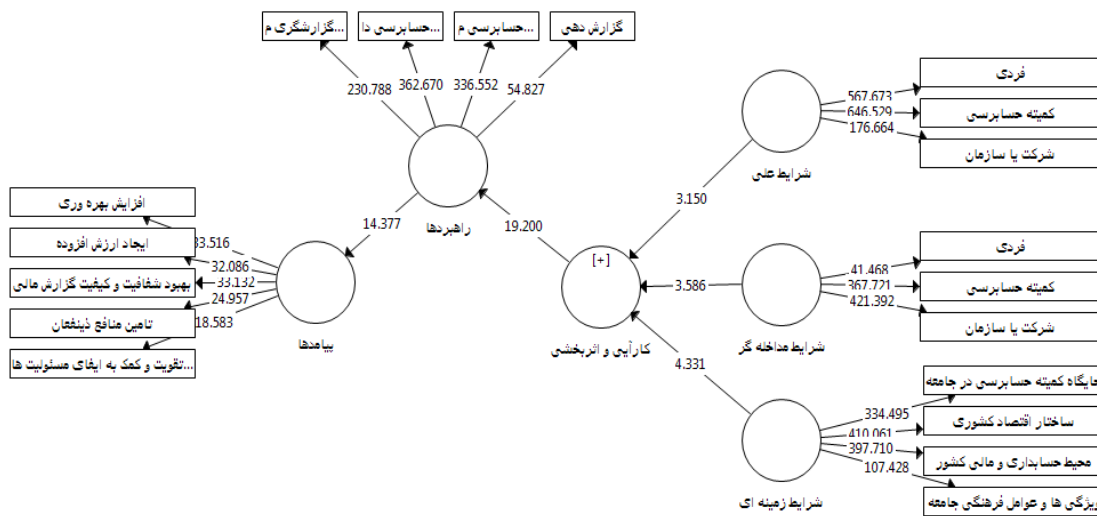 گزارش دهی
حسابرسی م...
حسابرسی دا...
گزارشگری م...
54.827
336.552
362.670
230.788
راهبردها
فردی
کمیته حسابرسی
شرکت یا سازمان
567.673
646.529
176.664
شرایط علی
3.150
فردی
کمیته حسابرسی
شرکت یا سازمان
41.468
367.721
421.392
شرایط مداخله گر
3.586
جایگاه کمیته حسابرسی در جامعه
ساختار اقتصاد کشوری
محیط حسابداری و مالی کشور
ویژگی ها و عوامل فرهنگی جامعه
334.495
410.061
397.710
107.428
شرایط زمینه ای
4.331
[+]
کارآیی و اثربخشی
19.200
14.377
پیامدها
افزایش بهره وری
ایجاد ارزش افزوده
بهبود شفافیت و کیفیت گزارش مالی
تامین منافع ذینفعان
تقویت و کمک به ایفای مسئولیت ها...
33.516
32.086
33.132
24.957
18.583